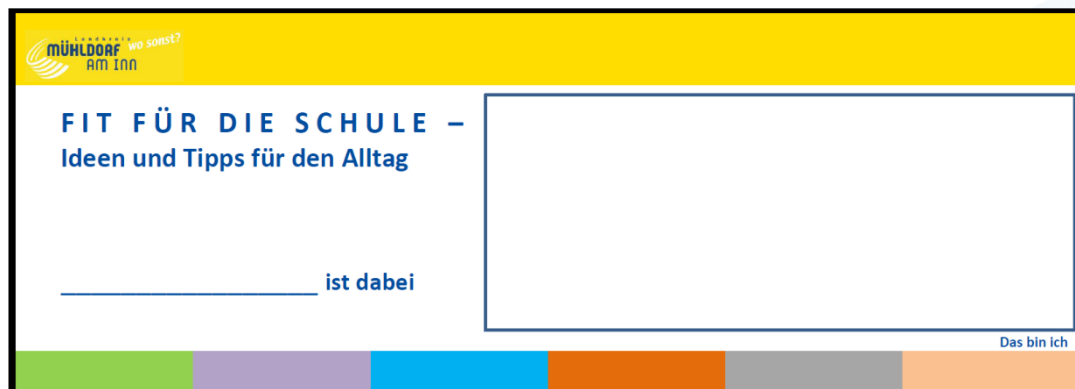 Landkreis
MÜHLDORF wo sonst?
AM INN
FIT FÜR DIE SCHULE –
Ideen und Tipps für den Alltag
___________________ ist dabei
Das bin ich